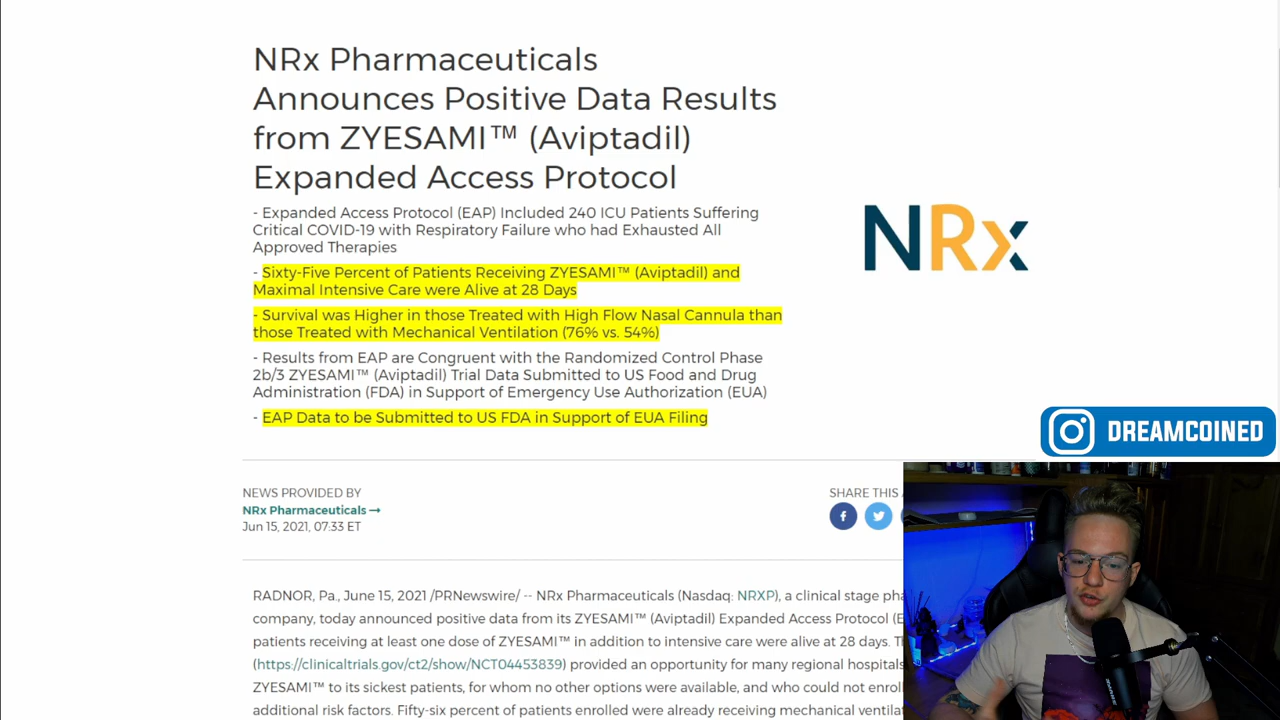 NRx Pharmaceuticals
Announces Positive Data Results
from ZYESAMI™ (Aviptadil)
Expanded Access Protocol
- Expanded Access Protocol (EAP) Included 240 ICU Patients Suffering
Critical COVID-19 with Respiratory Failure who had Exhausted All
Approved Therapies
- Sixty-Five Percent of Patients Receiving ZYESAMI™ (Aviptadil) and
Maximal Intensive Care were Alive at 28 Days
- Survival was Higher in those Treated with High Flow Nasal Cannula than
those Treated with Mechanical Ventilation (76% vs. 54%)
- Results from EAP are Congruent with the Randomized Control Phase
2b/3 ZYESAMI™ (Aviptadil) Trial Data Submitted to US Food and Drug
Administration (FDA) in Support of Emergency Use Authorization (EUA)
- EAP Data to be Submitted to US FDA in Support of EUA Filing
NRx
DREAMCOINED
NEWS PROVIDED BY
NRx Pharmaceuticals →
Jun 15, 2021, 07:33 ET
SHARE THIS
RADNOR, Pa., June 15, 2021 /PRNewswire/ -- NRx Pharmaceuticals (Nasdaq: NRXP), a clinical stage
company, today announced positive data from its ZYESAMI™ (Aviptadil) Expanded Access Protocol
patients receiving at least one dose of ZYESAMI™ in addition to intensive care were alive at 28 days.
(https://clinicaltrials.gov/ct2/show/NCT04453839) provided an opportunity for many regional hospitals
ZYESAMI™ to its sickest patients, for whom no other options were available, and who could not
additional risk factors. Fifty-six percent of patients enrolled were already receiving mechanical